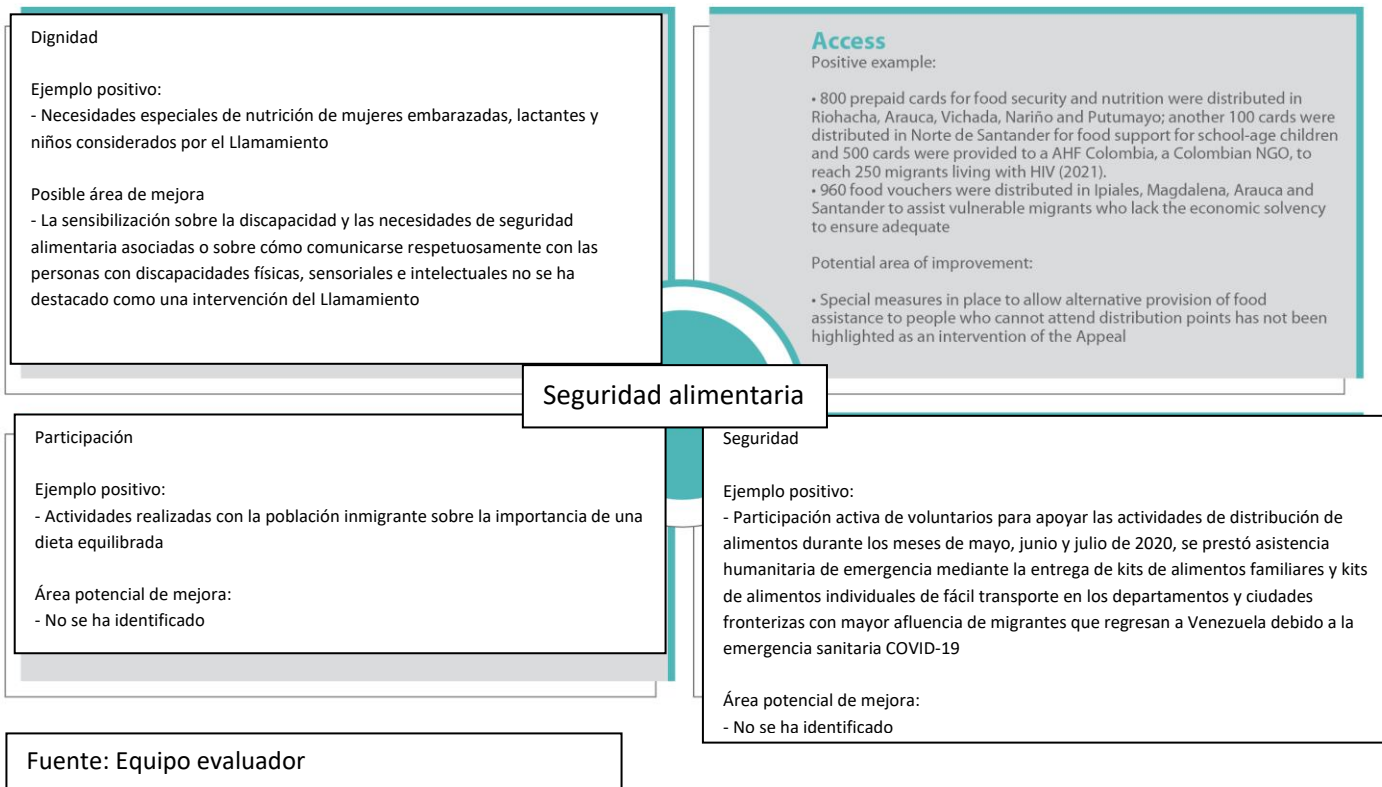 Dignidad
Ejemplo positivo:
- Necesidades especiales de nutrición de mujeres embarazadas, lactantes y
niños considerados por el Llamamiento
Posible área de mejora
- La sensibilización sobre la discapacidad y las necesidades de seguridad
alimentaria asociadas o sobre cómo comunicarse respetuosamente con las
personas con discapacidades físicas, sensoriales e intelectuales no se ha
destacado como una intervención del Llamamiento
Access
Positive example:
• 800 prepaid cards for food security and nutrition were distributed in
Riohacha, Arauca, Vichada, Nariño and Putumayo; another 100 cards were
distributed in Norte de Santander for food support for school-age children
and 500 cards were provided to a AHF Colombia, a Colombian NGO, to
reach 250 migrants living with HIV (2021).
• 960 food vouchers were distributed in Ipiales, Magdalena, Arauca and
Santander to assist vulnerable migrants who lack the economic solvency
to ensure adequate
Potential area of improvement:
• Special measures in place to allow alternative provision of food
assistance to people who cannot attend distribution points has not been
highlighted as an intervention of the Appeal
Seguridad alimentaria
Participación
Ejemplo positivo:
- Actividades realizadas con la población inmigrante sobre la importancia de una
dieta equilibrada
Área potencial de mejora:
- No se ha identificado
Seguridad
Ejemplo positivo:
- Participación activa de voluntarios para apoyar las actividades de distribución de
alimentos durante los meses de mayo, junio y julio de 2020, se prestó asistencia
humanitaria de emergencia mediante la entrega de kits de alimentos familiares y kits
de alimentos individuales de fácil transporte en los departamentos y ciudades
fronterizas con mayor afluencia de migrantes que regresan a Venezuela debido a la
emergencia sanitaria COVID-19
Área potencial de mejora:
- No se ha identificado
Fuente: Equipo evaluador